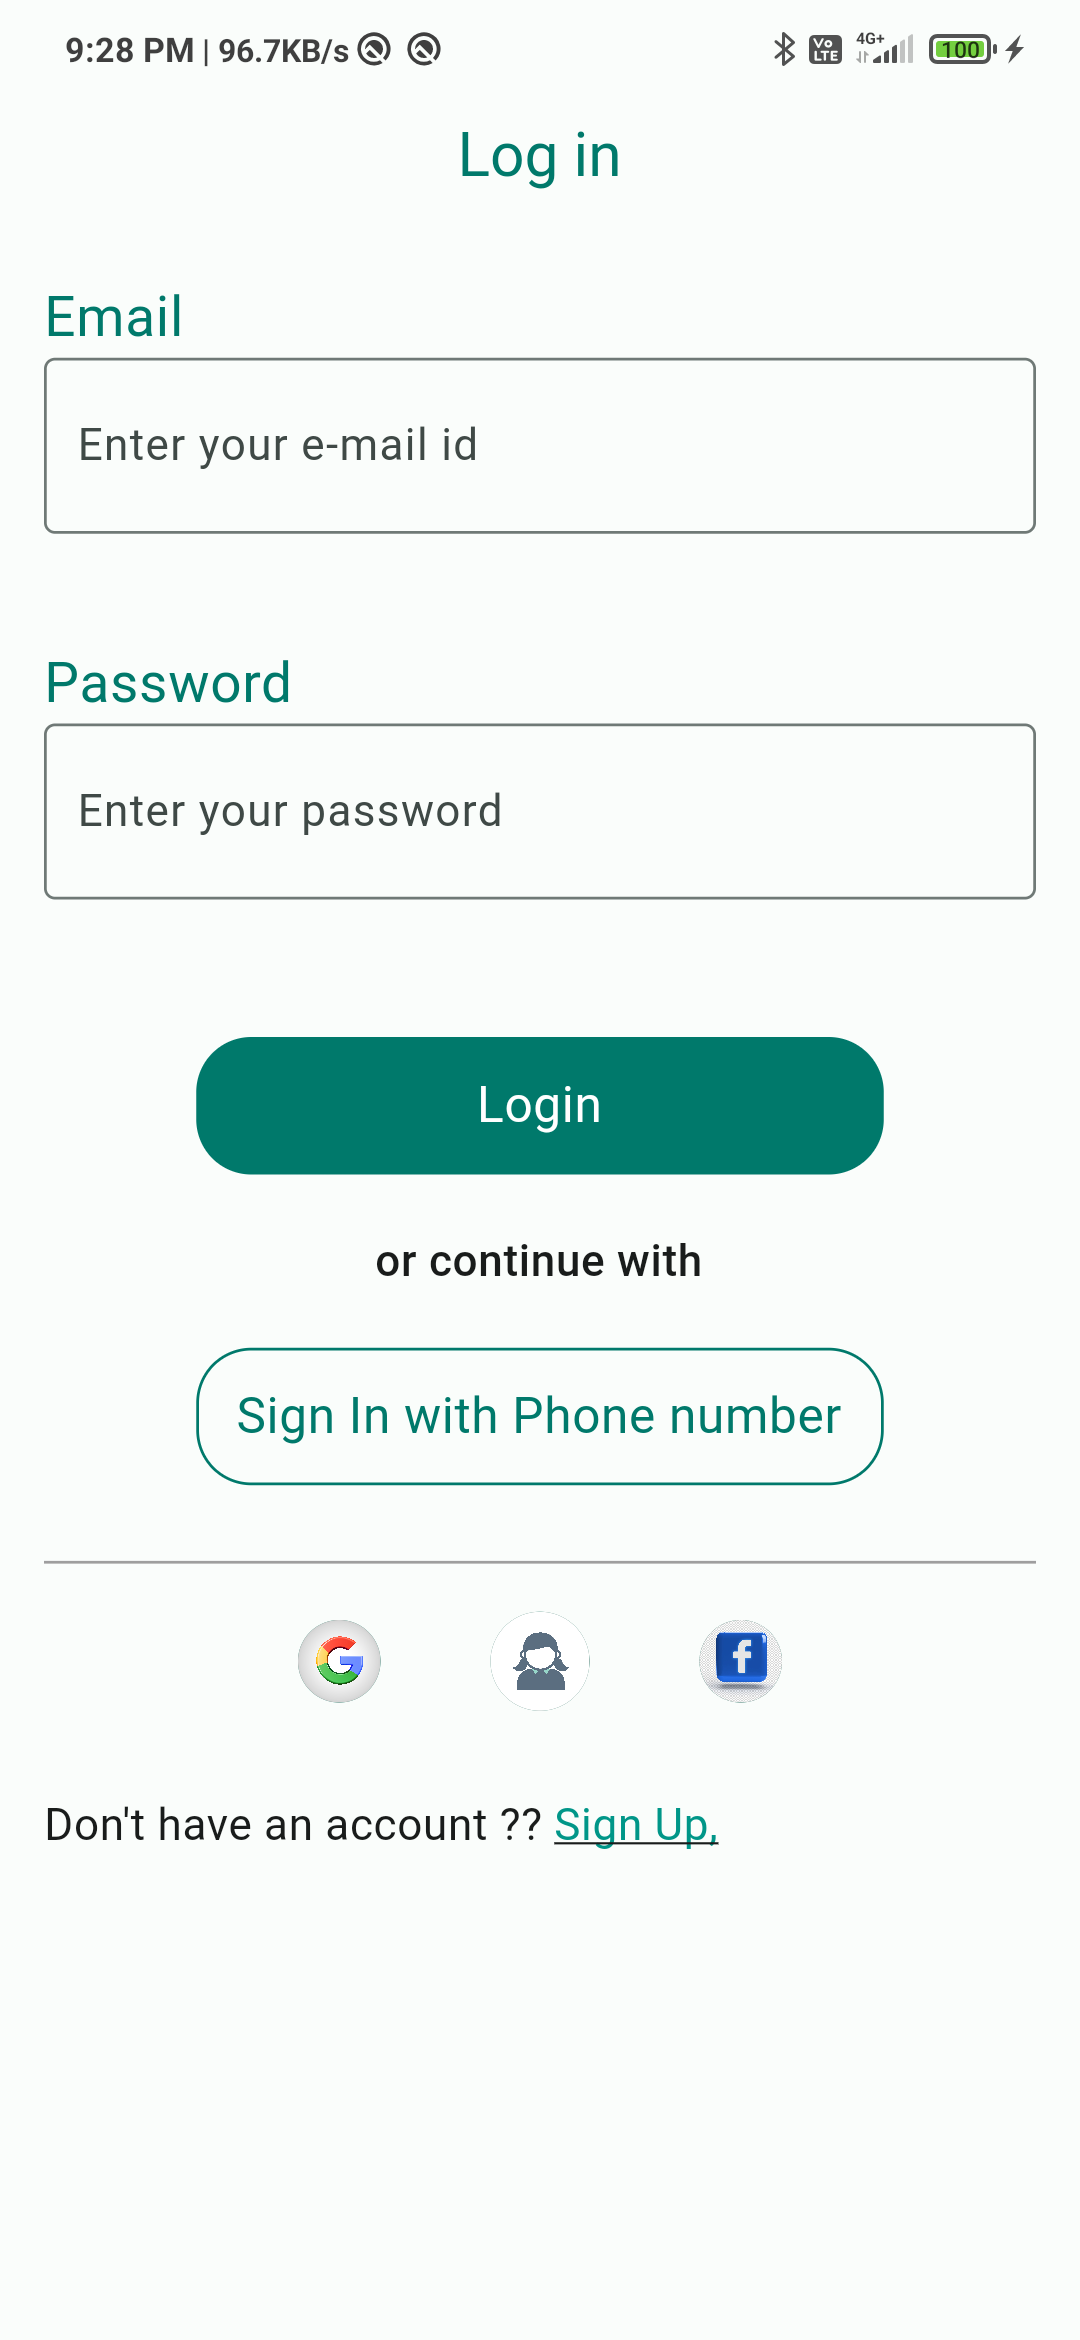 9:28 PM | 96.7KB/s Vo LTE 4G+ 100
Log in
Email
Enter your e-mail id
Password
Enter your password
Login
or continue with
Sign In with Phone number
G f
Don't have an account ?? Sign Up,